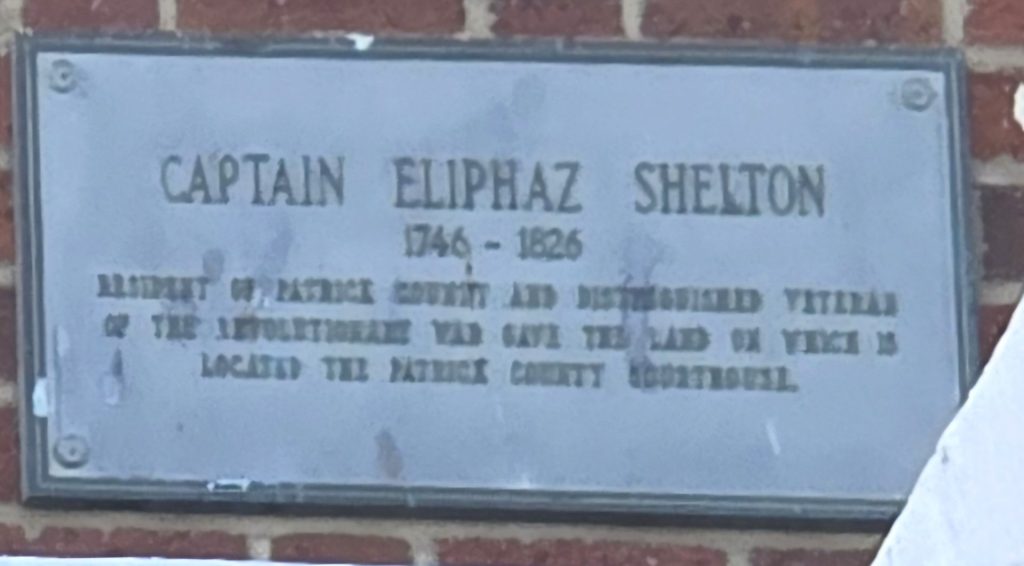 CAPTAIN ELIPHAZ SHELTON
1746 - 1826
RESIDENT OF PATRICK COUNTY AND DISTINGUISHED VETERAN
OF THE REVOLUTIONARY WAR GAVE THE LAND ON WHICH IS
LOCATED THE PATRICK COUNTY COURTHOUSE.